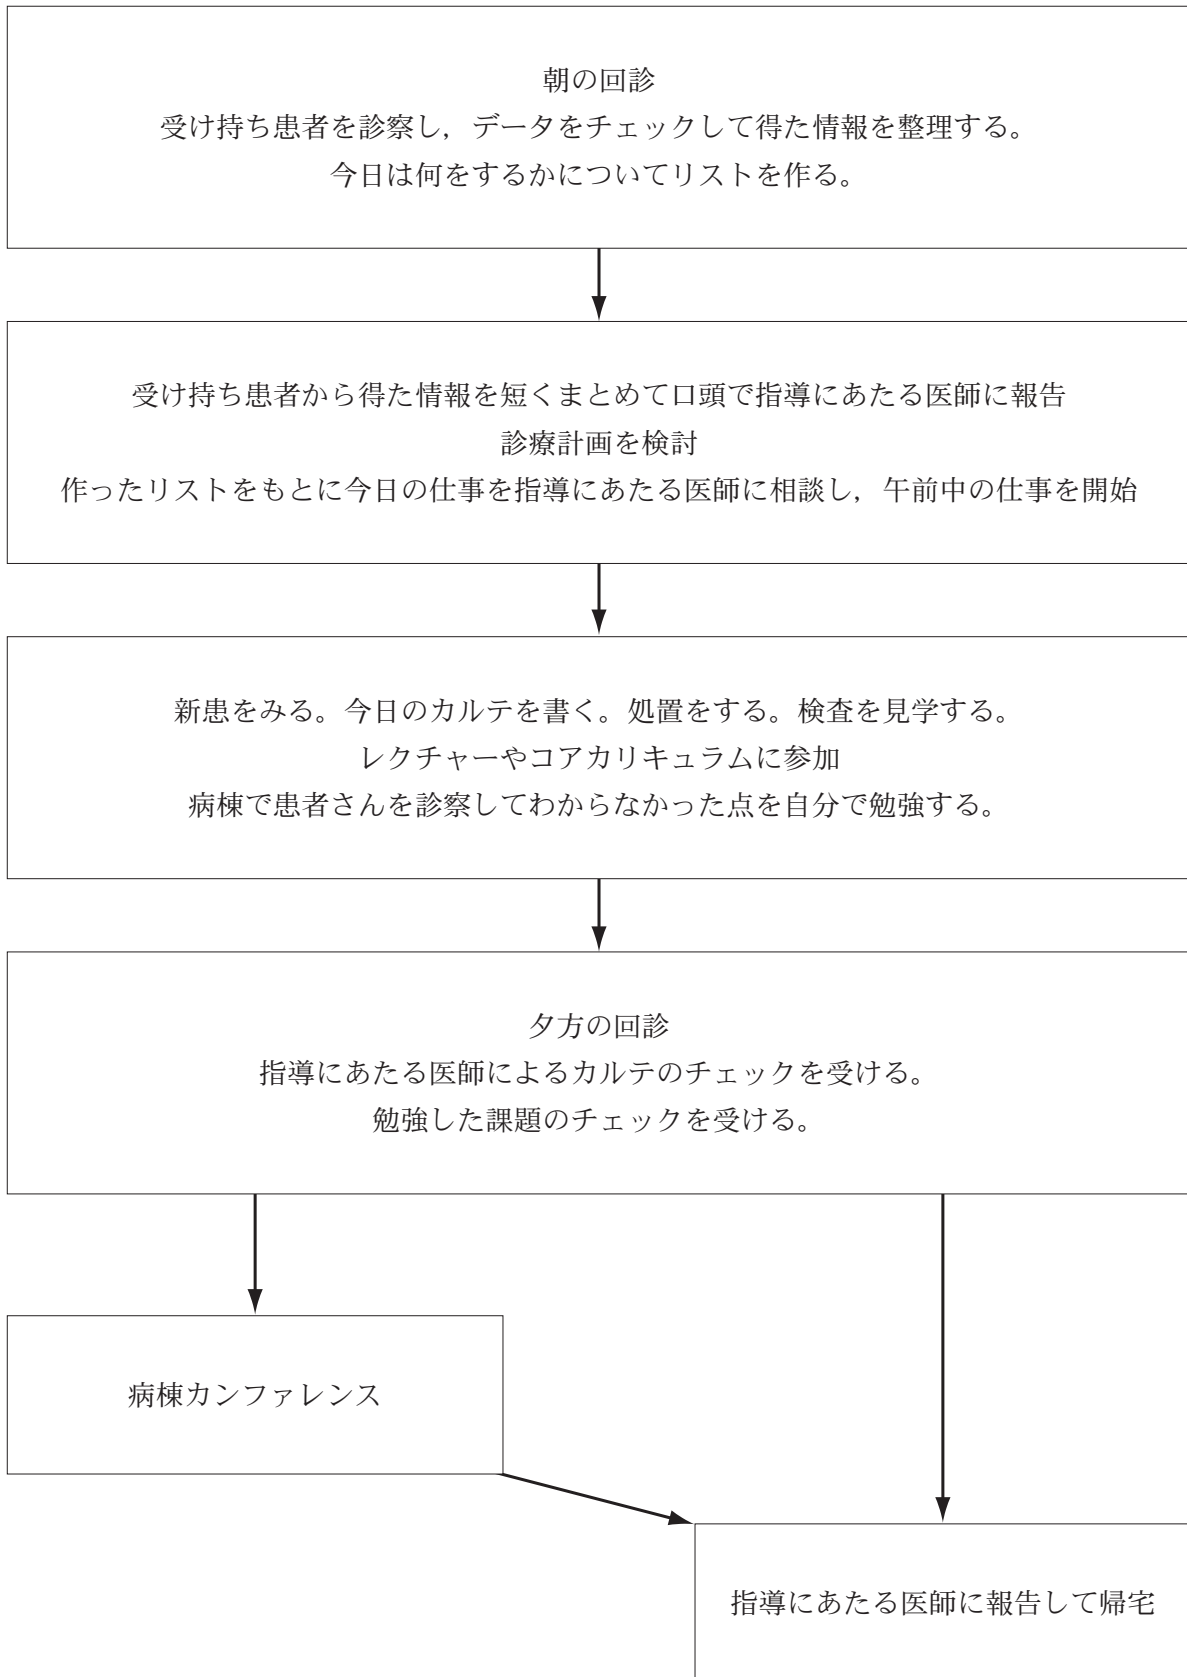 朝の回診
受け持ち患者を診察し，データをチェックして得た情報を整理する。
今日は何をするかについてリストを作る。
受け持ち患者から得た情報を短くまとめて口頭で指導にあたる医師に報告
診療計画を検討
作ったリストをもとに今日の仕事を指導にあたる医師に相談し，午前中の仕事を開始
新患をみる。今日のカルテを書く。処置をする。検査を見学する。
レクチャーやコアカリキュラムに参加
病棟で患者さんを診察してわからなかった点を自分で勉強する。
夕方の回診
指導にあたる医師によるカルテのチェックを受ける。
勉強した課題のチェックを受ける。
病棟カンファレンス
指導にあたる医師に報告して帰宅